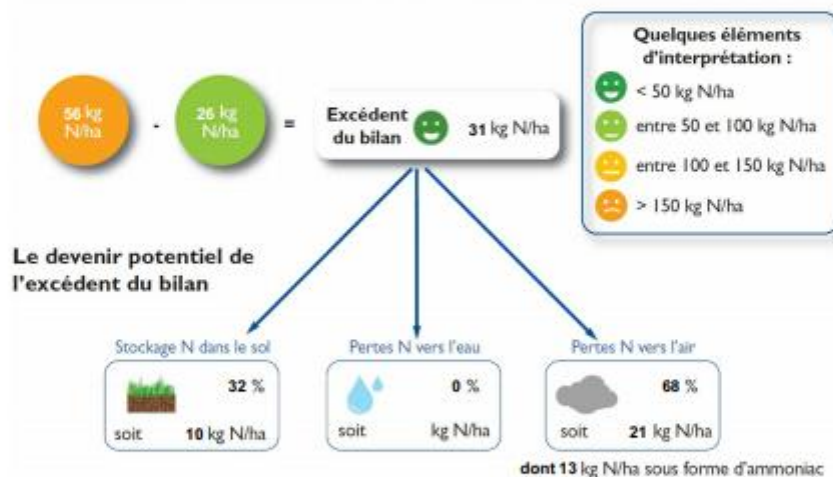 Quelques éléments
d'interprétation :
< 50 kg N/ha
entre 50 et 100 kg N/ha
entre 100 et 150 kg N/ha
> 150 kg N/ha
56 kg
N/ha
-
26 kg
N/ha
=
Excédent
du bilan
31 kg N/ha
Le devenir potentiel de
l'excédent du bilan
Stockage N dans le sol
32 %
soit 10 kg N/ha
Pertes N vers l'eau
0 %
soit kg N/ha
Pertes N vers l'air
68 %
soit 21 kg N/ha
dont 13 kg N/ha sous forme d'ammoniac